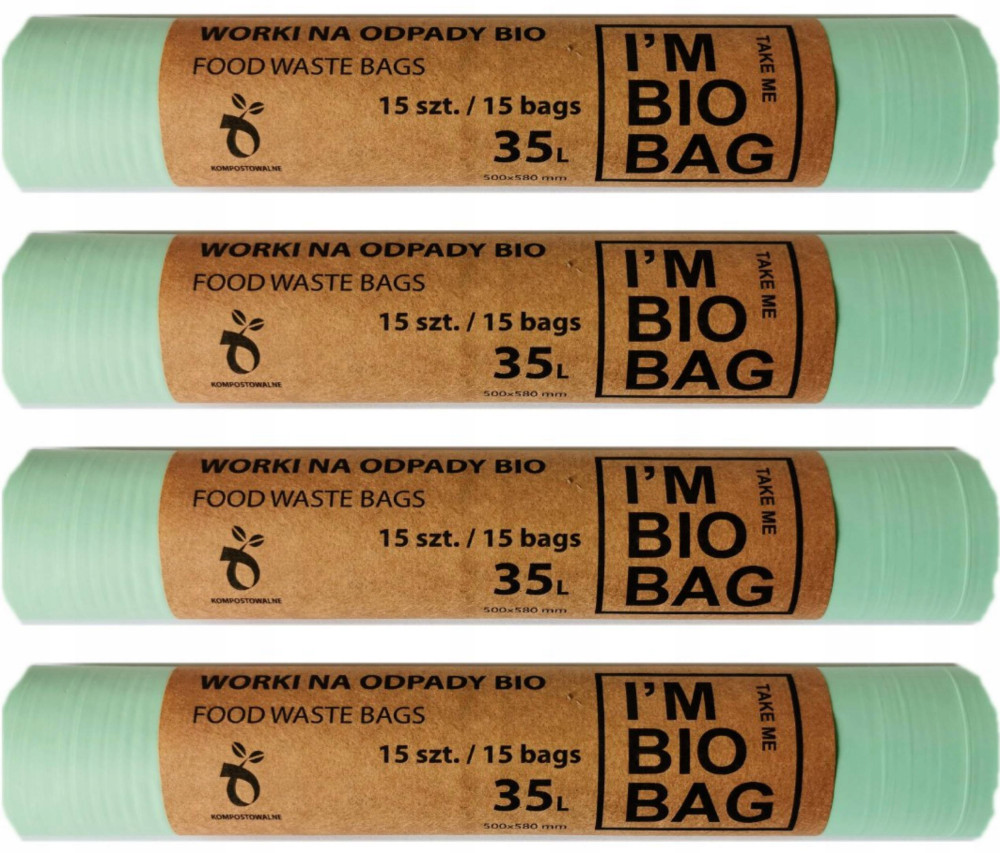 WORKI NA ODPADY BIO
FOOD WASTE BAGS
15 szt. / 15 bags
35L
500x580 mm
KOMPOSTOWALNE
I'M
BIO
BAG
TAKE ME
WORKI NA ODPADY BIO
FOOD WASTE BAGS
15 szt. / 15 bags
35L
500x580 mm
KOMPOSTOWALNE
I'M
BIO
BAG
TAKE ME
WORKI NA ODPADY BIO
FOOD WASTE BAGS
15 szt. / 15 bags
35L
500x580 mm
KOMPOSTOWALNE
I'M
BIO
BAG
TAKE ME
WORKI NA ODPADY BIO
FOOD WASTE BAGS
15 szt. / 15 bags
35L
500x580 mm
KOMPOSTOWALNE
I'M
BIO
BAG
TAKE ME